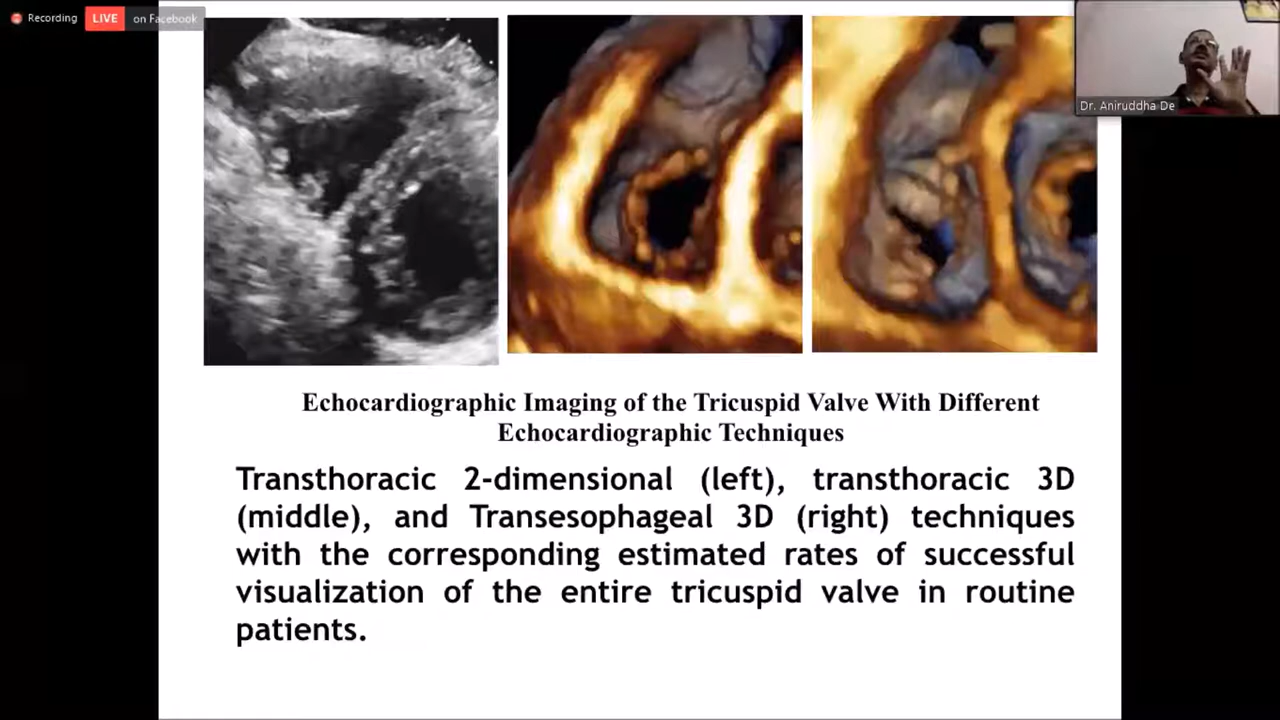 Recording LIVE on Facebook
Dr. Aniruddha De
Echocardiographic Imaging of the Tricuspid Valve With Different
Echocardiographic Techniques
Transthoracic 2-dimensional (left), transthoracic 3D
(middle), and Transesophageal 3D (right) techniques
with the corresponding estimated rates of successful
visualization of the entire tricuspid valve in routine
patients.